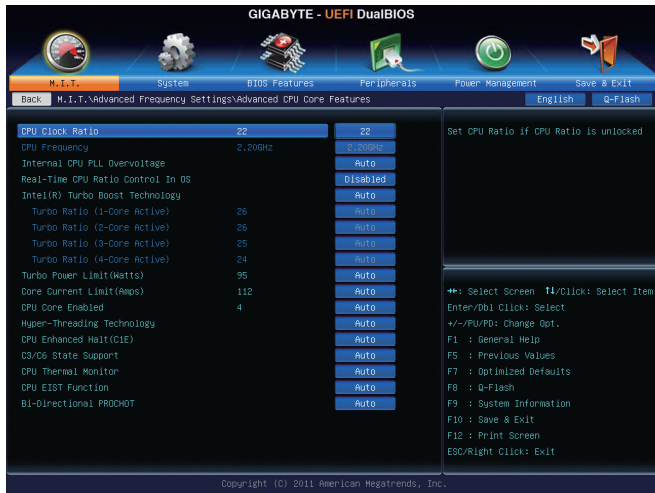 GIGABYTE - UEFI DualBIOS
M.I.T. System BIOS Features Peripherals Power Management Save & Exit
Back M.I.T.\Advanced Frequency Settings\Advanced CPU Core Features English Q-Flash
CPU Clock Ratio 22 22
CPU Frequency 2.20GHz 2.20GHz
Internal CPU PLL Overvoltage Auto
Real-Time CPU Ratio Control In OS Disabled
Intel(R) Turbo Boost Technology Auto
Turbo Ratio (1-Core Active) 26 Auto
Turbo Ratio (2-Core Active) 26 Auto
Turbo Ratio (3-Core Active) 25 Auto
Turbo Ratio (4-Core Active) 24 Auto
Turbo Power Limit(Watts) 95 Auto
Core Current Limit(Amps) 112 Auto
CPU Core Enabled 4 Auto
Hyper-Threading Technology Auto
CPU Enhanced Halt(C1E) Auto
C3/C6 State Support Auto
CPU Thermal Monitor Auto
CPU EIST Function Auto
Bi-Directional PROCHOT Auto
Set CPU Ratio if CPU Ratio is unlocked
→←: Select Screen ↑↓/Click: Select Item
Enter/Dbl Click: Select
+/-/PU/PD: Change Opt.
F1 : General Help
F5 : Previous Values
F7 : Optimized Defaults
F8 : Q-Flash
F9 : System Information
F10 : Save & Exit
F12 : Print Screen
ESC/Right Click: Exit
Copyright (C) 2011 American Megatrends, Inc.